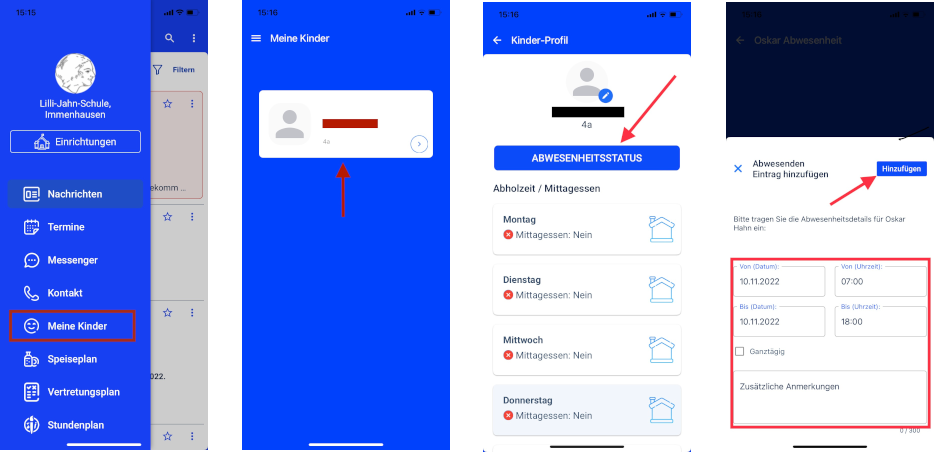 15:15
Filtern
Lilli-Jahn-Schule,
Immenhausen
Einrichtungen
ekomm ...
Nachrichten
Termine
Messenger
Kontakt
Meine Kinder
Speiseplan
022.
Vertretungsplan
Stundenplan
15:16
Meine Kinder
4a
15:16
Kinder-Profil
4a
ABWESENHEITSSTATUS
Abholzeit / Mittagessen
Montag
Mittagessen: Nein
Dienstag
Mittagessen: Nein
Mittwoch
Mittagessen: Nein
Donnerstag
Mittagessen: Nein
Oskar Abwesenheit
Abwesenden
Eintrag hinzufügen
Hinzufügen
Bitte tragen Sie die Abwesenheitsdetails für Oskar
Hahn ein:
Von (Datum):
10.11.2022
Von (Uhrzeit):
07:00
Bis (Datum):
10.11.2022
Bis (Uhrzeit):
18:00
Ganztägig
Zusätzliche Anmerkungen
0 / 300